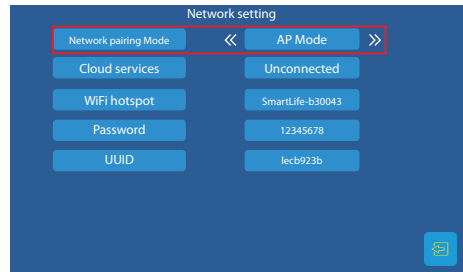 Network setting
Network pairing Mode « AP Mode »
Cloud services Unconnected
WiFi hotspot SmartLife-b30043
Password 12345678
UUID lecb923b